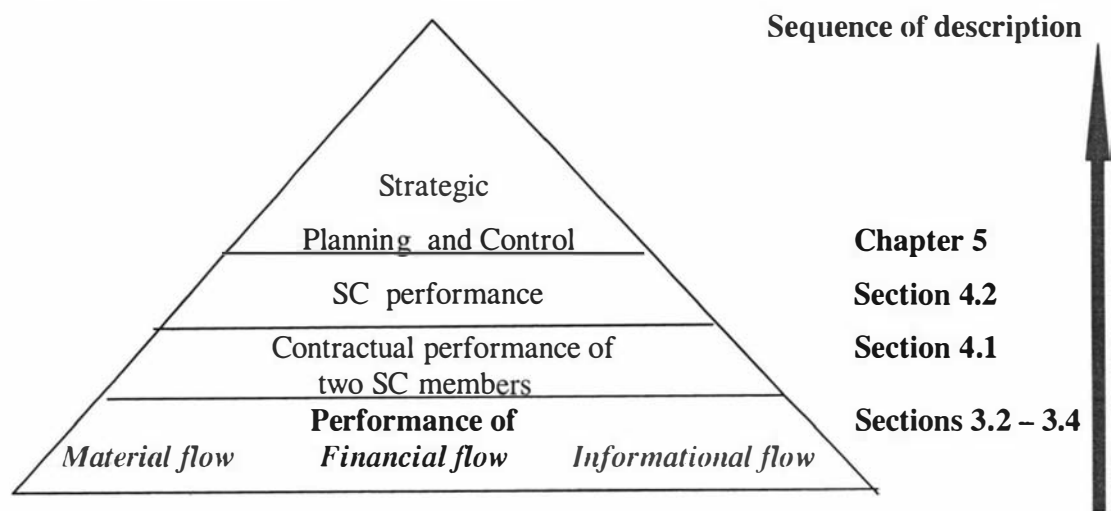 Sequence of description
Strategic
Planning and Control
Chapter 5
SC performance
Section 4.2
Contractual performance of
Section 4.1
two SC members
Performance of
Sections 3.2 – 3.4
Material flow Financial flow Informational flow